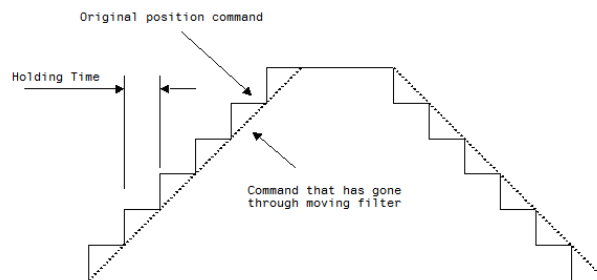 Original position command
Holding Time
Command that has gone
through moving filter